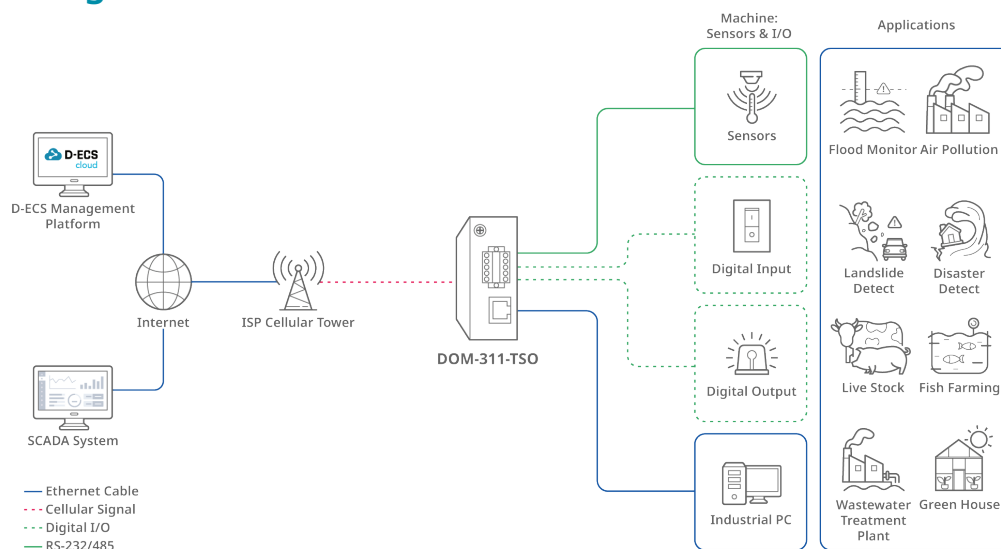 Machine:
Sensors & I/O
Applications
Sensors
Flood Monitor
Air Pollution
D-ECS
cloud
D-ECS Management
Platform
Digital Input
Landslide
Detect
Disaster
Detect
Internet
ISP Cellular Tower
DOM-311-TSO
Digital Output
Live Stock
Fish Farming
SCADA System
Industrial PC
Wastewater
Treatment
Plant
Green House
Ethernet Cable
Cellular Signal
Digital I/O
RS-232/485